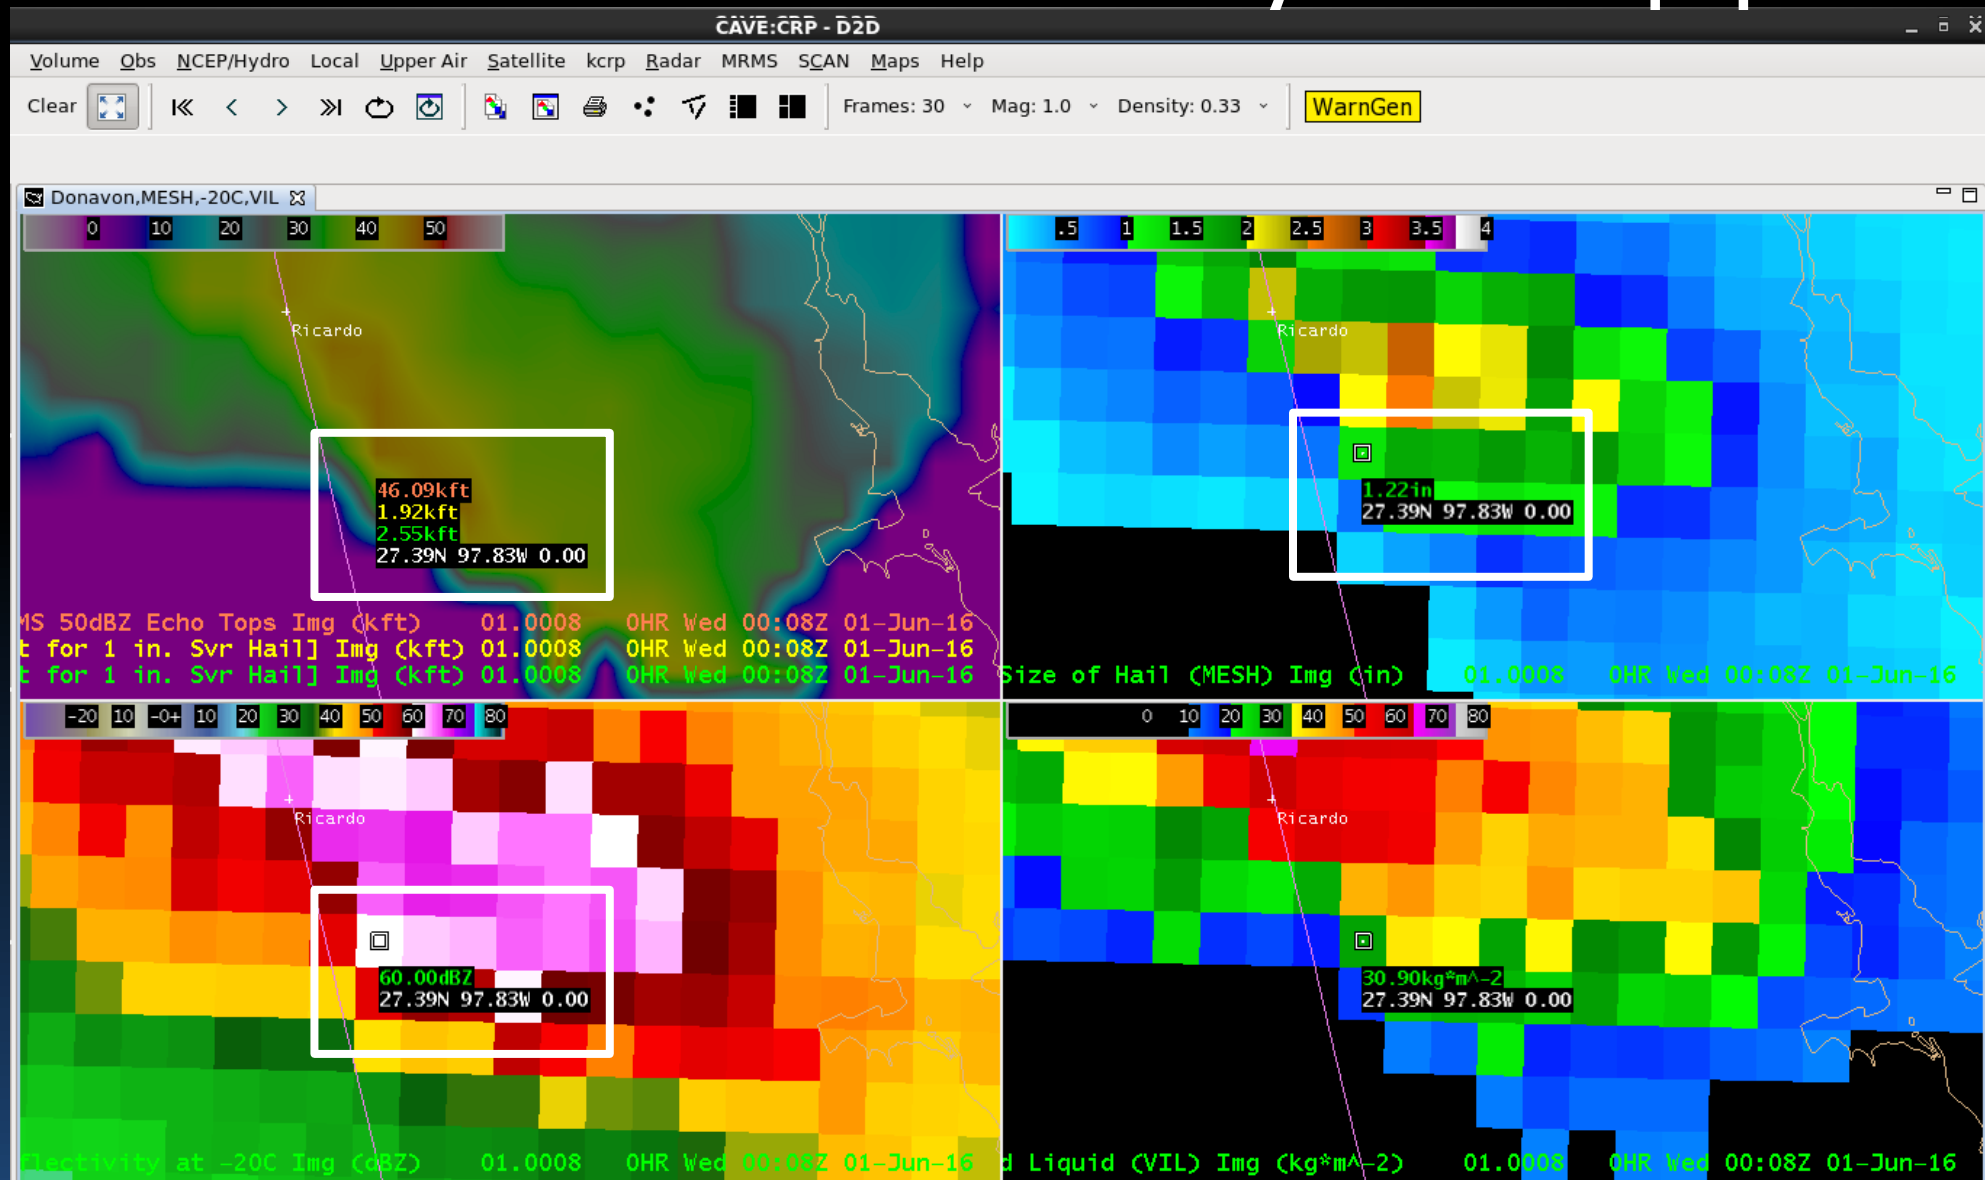 CAVE:CRP - D2D
Volume Obs NCEP/Hydro Local Upper Air Satellite kcrp Radar MRMS SCAN Maps Help
Clear Frames: 30 Mag: 1.0 Density: 0.33 WarnGen
Donavon,MESH,-20C,VIL
0 10 20 30 40 50
Ricardo
46.09kft
1.92kft
2.55kft
27.39N 97.83W 0.00
MS 50dBZ Echo Tops Img (kft) 01.0008 0HR Wed 00:08Z 01-Jun-16
t for 1 in. Svr Hail] Img (kft) 01.0008 0HR Wed 00:08Z 01-Jun-16
t for 1 in. Svr Hail] Img (kft) 01.0008 0HR Wed 00:08Z 01-Jun-16
.5 1 1.5 2 2.5 3 3.5 4
Ricardo
1.22in
27.39N 97.83W 0.00
Size of Hail (MESH) Img (in) 01.0008 0HR Wed 00:08Z 01-Jun-16
-20 10 -0+ 10 20 30 40 50 60 70 80
Ricardo
60.00dBZ
27.39N 97.83W 0.00
flectivity at -20C Img (dBZ) 01.0008 0HR Wed 00:08Z 01-Jun-16
0 10 20 30 40 50 60 70 80
Ricardo
30.90kg*m^-2
27.39N 97.83W 0.00
d Liquid (VIL) Img (kg*m^-2) 01.0008 0HR Wed 00:08Z 01-Jun-16